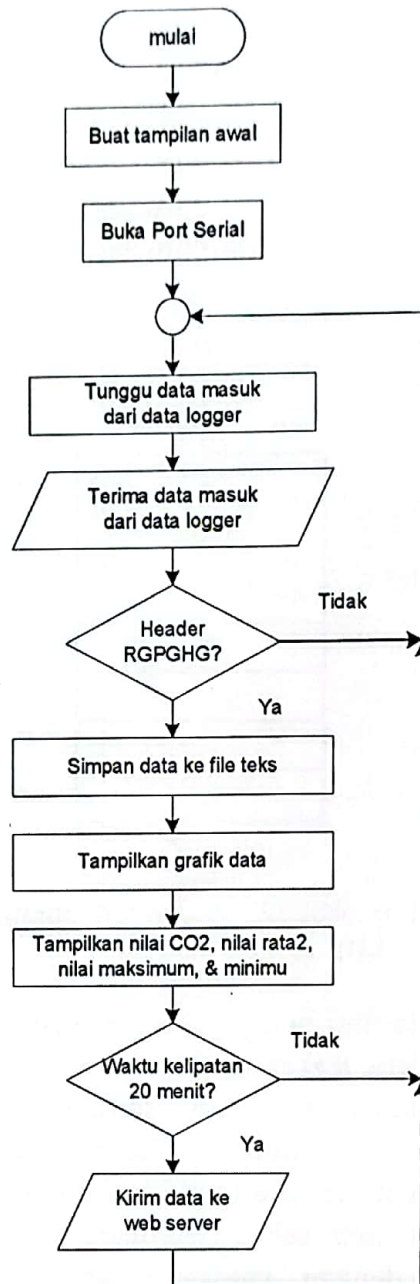 mulai
Buat tampilan awal
Buka Port Serial
Tunggu data masuk
dari data logger
Terima data masuk
dari data logger
Header
RGPGHG?
Tidak
Ya
Simpan data ke file teks
Tampilkan grafik data
Tampilkan nilai CO2, nilai rata2,
nilai maksimum, & minimu
Waktu kelipatan
20 menit?
Tidak
Ya
Kirim data ke
web server